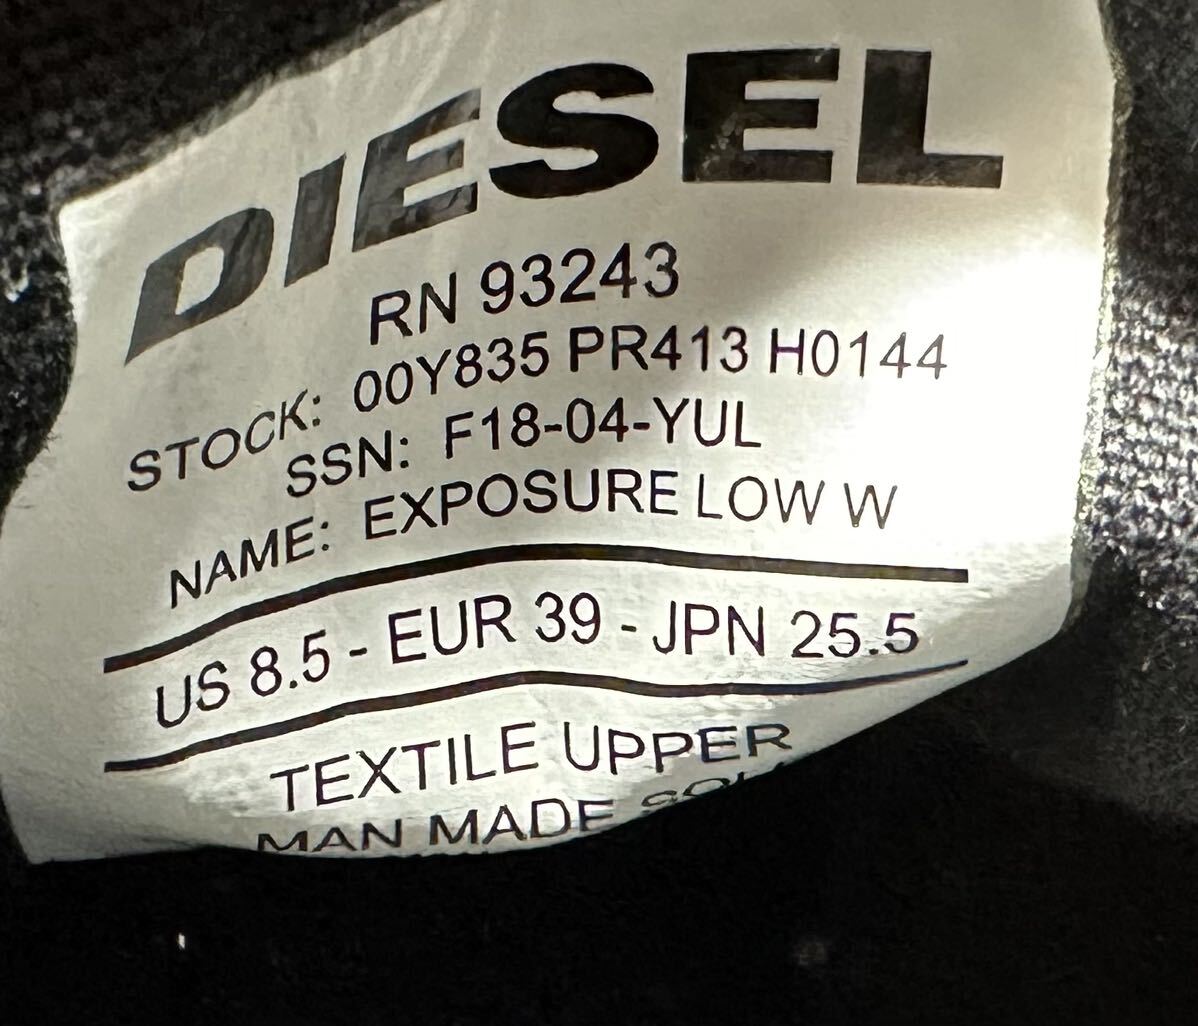 DIESEL
RN 93243
STOCK: 00Y835 PR413 H0144
SSN: F18-04-YUL
NAME: EXPOSURE LOW W
US 8.5 - EUR 39 - JPN 25.5
TEXTILE UPPER
MAN MADE